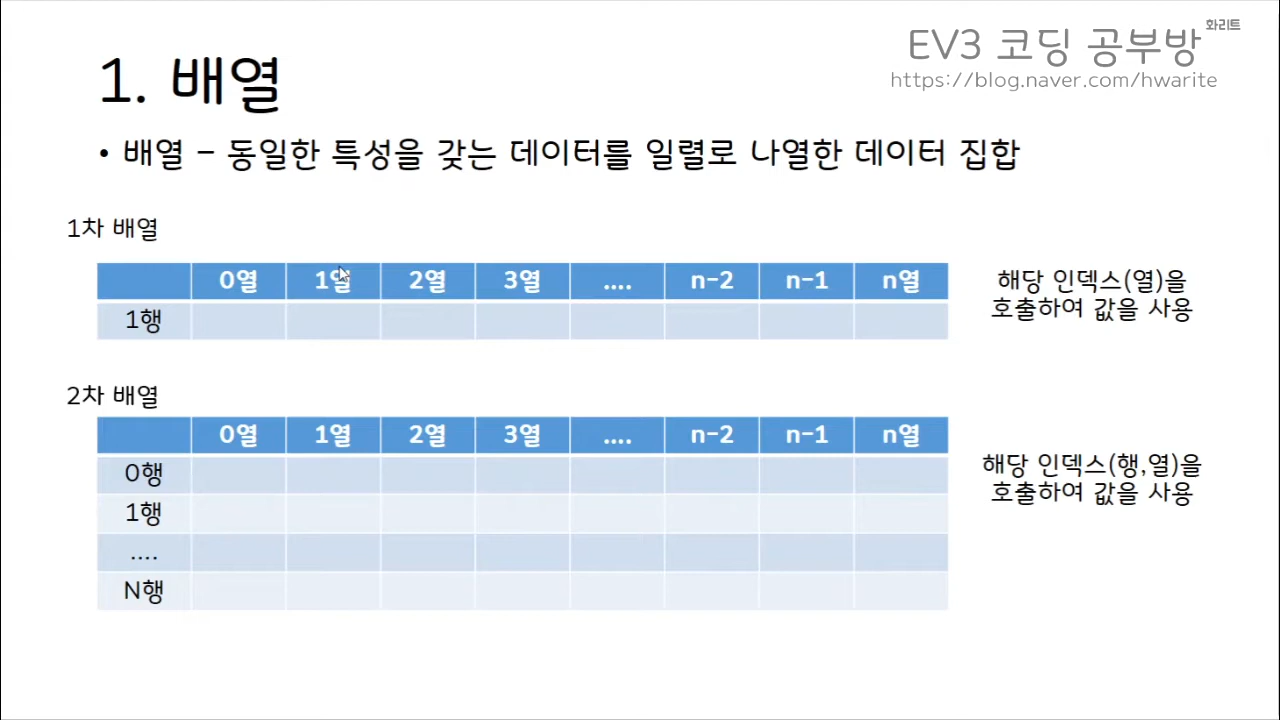 화리트
EV3 코딩 공부방
https://blog.naver.com/hwarite
1. 배열
• 배열 - 동일한 특성을 갖는 데이터를 일렬로 나열한 데이터 집합
1차 배열
0열 1열 2열 3열 .... n-2 n-1 n열
1행
해당 인덱스(열)을
호출하여 값을 사용
2차 배열
0열 1열 2열 3열 .... n-2 n-1 n열
0행
1행
....
N행
해당 인덱스(행,열)을
호출하여 값을 사용